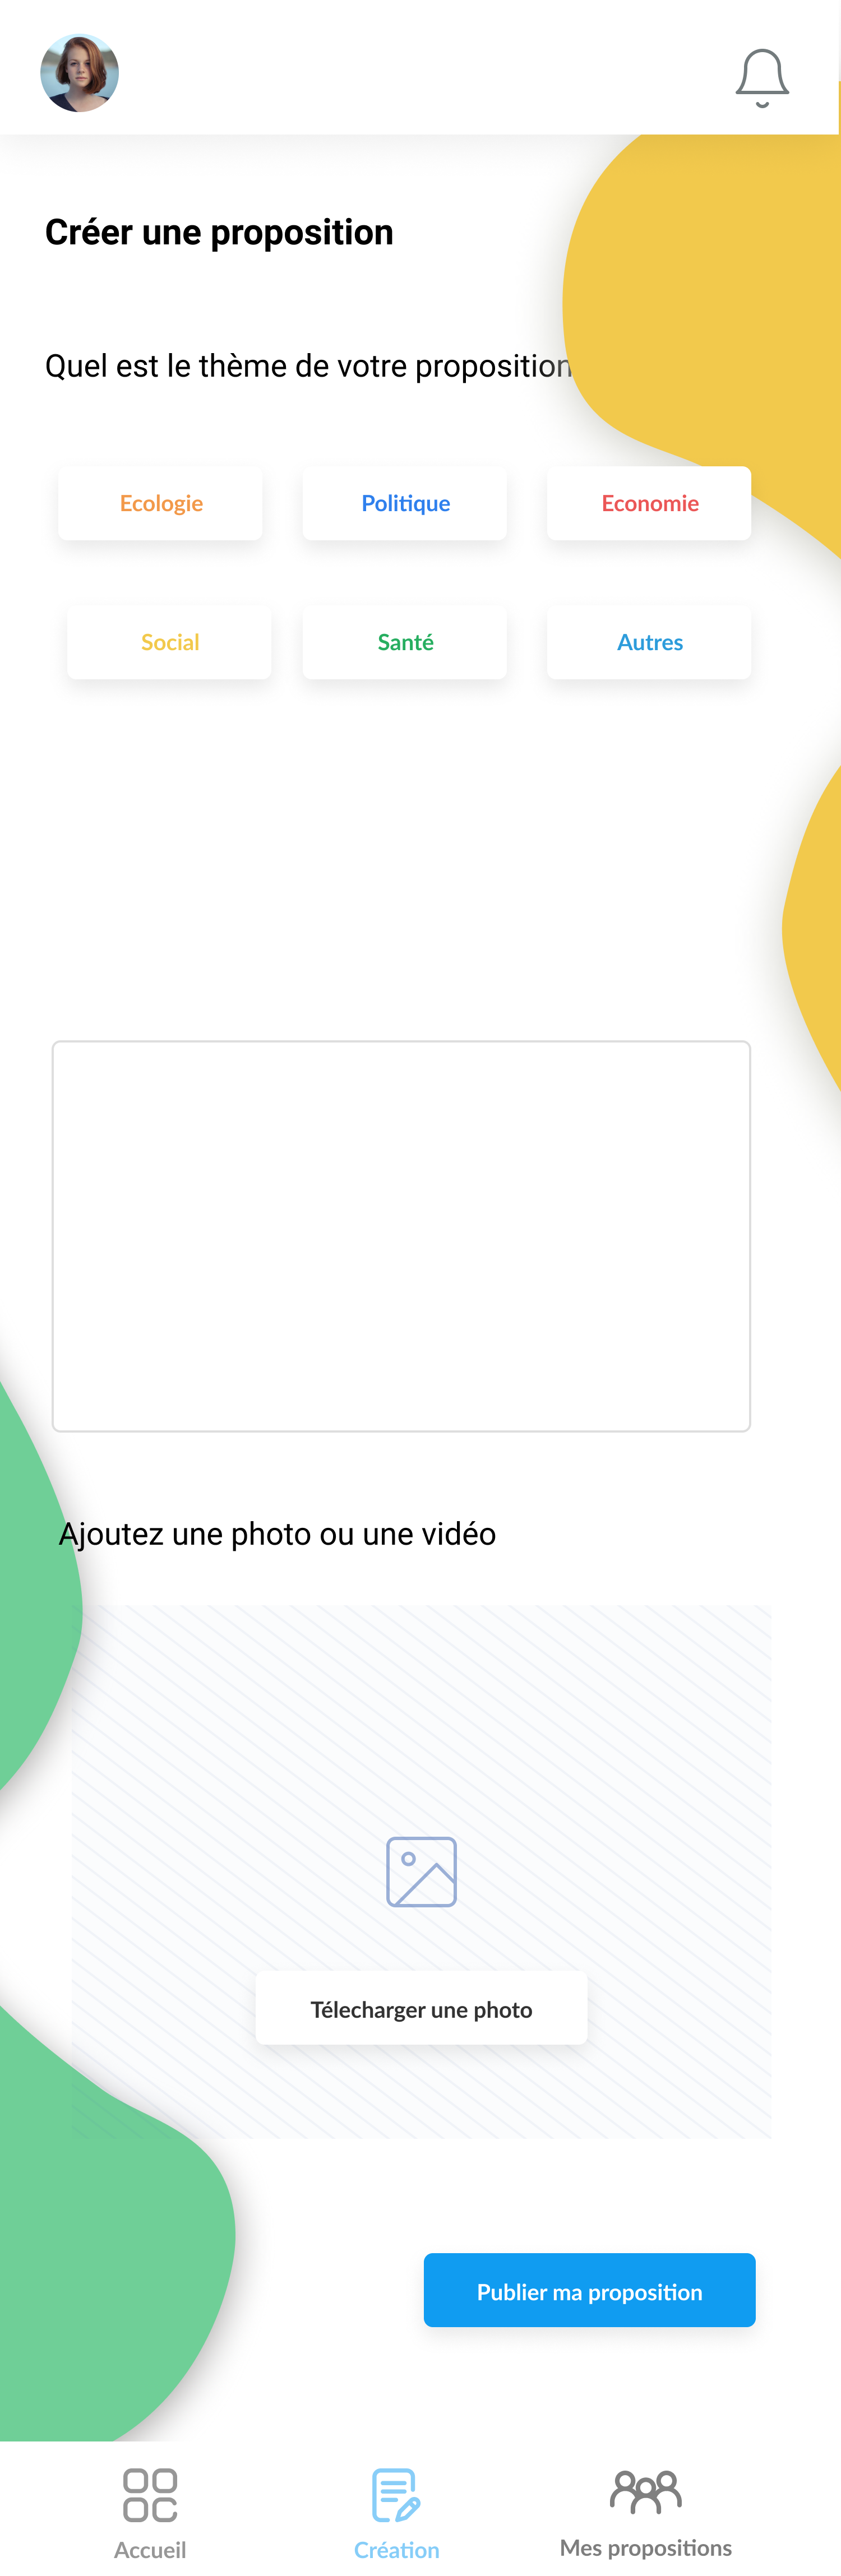 Créer une proposition
Quel est le thème de votre proposition
Ecologie
Politique
Economie
Social
Santé
Autres
Ajoutez une photo ou une vidéo
Télecharger une photo
Publier ma proposition
Accueil
Création
Mes propositions